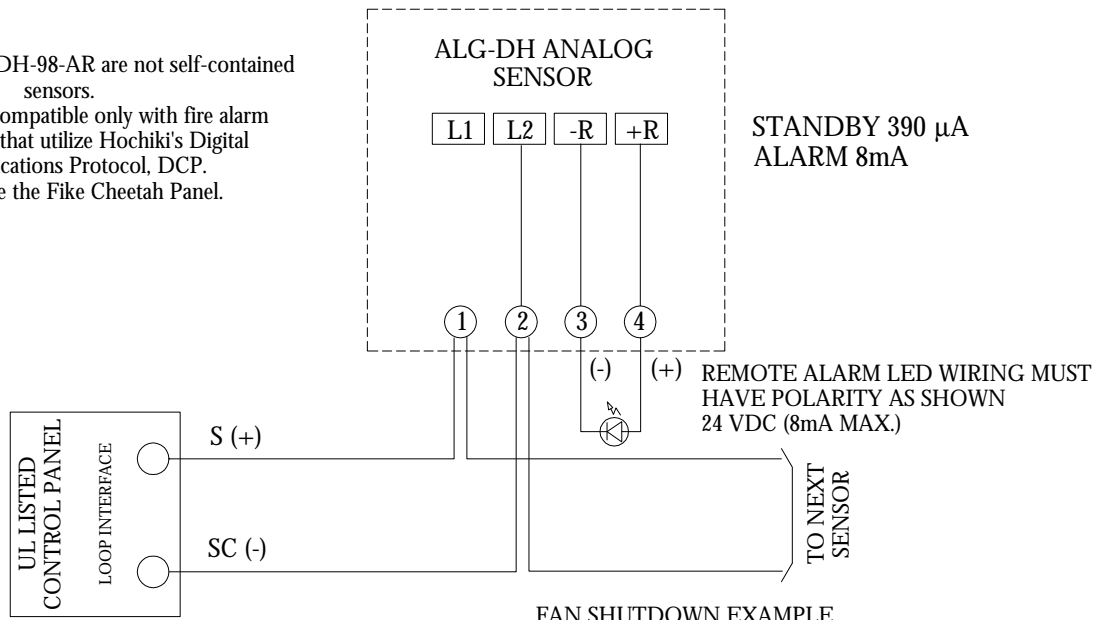 DH-98-AR are not self-contained
sensors.
ompatible only with fire alarm
that utilize Hochiki's Digital
cations Protocol, DCP.
e the Fike Cheetah Panel.
ALG-DH ANALOG
SENSOR
L1 L2 -R +R
STANDBY 390 µA
ALARM 8mA
1 2 3 4
(-) (+)
REMOTE ALARM LED WIRING MUST
HAVE POLARITY AS SHOWN
24 VDC (8mA MAX.)
UL LISTED
CONTROL PANEL
LOOP INTERFACE
S (+)
SC (-)
TO NEXT
SENSOR
FAN SHUTDOWN EXAMPLE